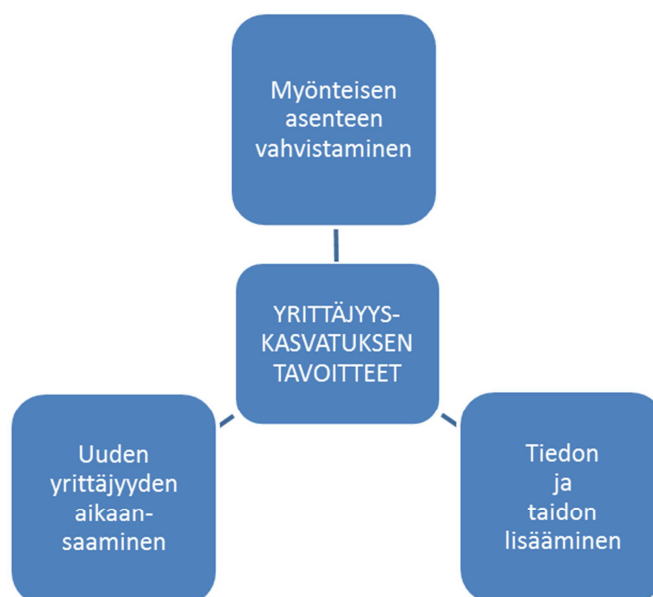 Myönteisen
asenteen
vahvistaminen
YRITTÄJYYS-
KASVATUKSEN
TAVOITTEET
Uuden
yrittäjyyden
aikaan-
saaminen
Tiedon
ja
taidon
lisääminen